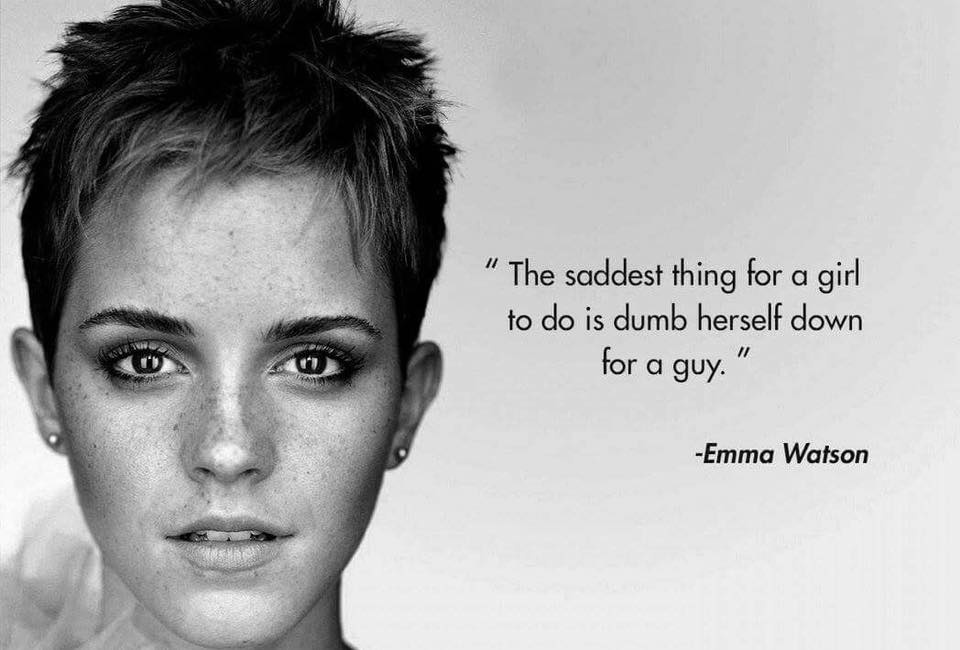 “ The saddest thing for a girl
to do is dumb herself down
for a guy. ”
-Emma Watson